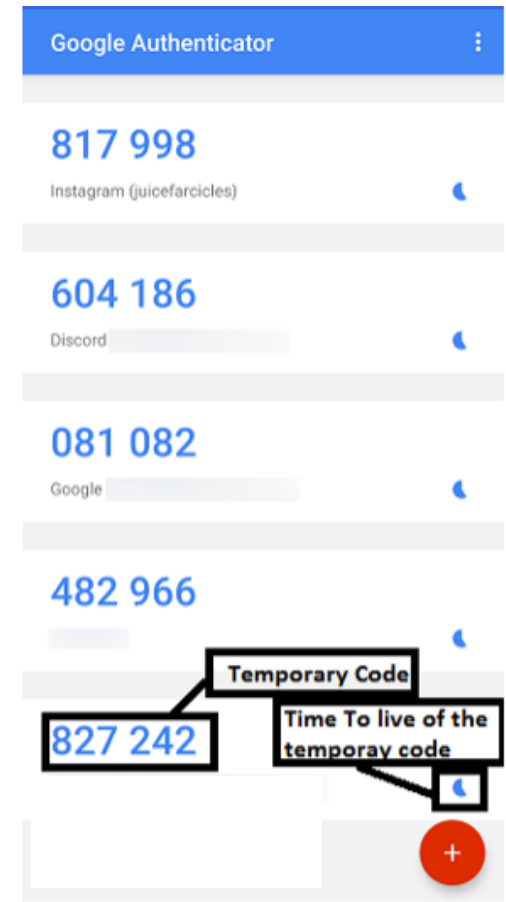 Google Authenticator
817 998
Instagram (juicefarcicles)
604 186
Discord
081 082
Google
482 966
Temporary Code
827 242
Time To live of the
temporay code
+